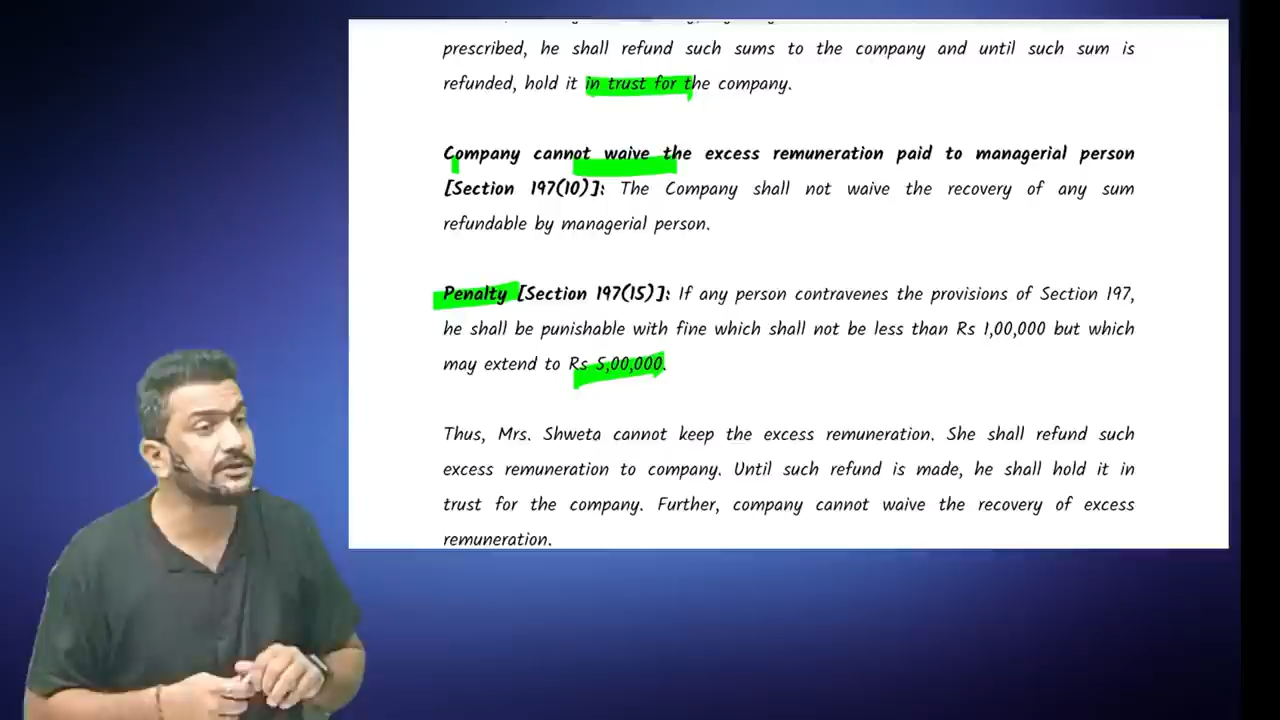 prescribed, he shall refund such sums to the company and until such sum is
refunded, hold it in trust for the company.
Company cannot waive the excess remuneration paid to managerial person
[Section 197(10)]: The Company shall not waive the recovery of any sum
refundable by managerial person.
Penalty [Section 197(15)]: If any person contravenes the provisions of Section 197,
he shall be punishable with fine which shall not be less than Rs 1,00,000 but which
may extend to Rs 5,00,000.
Thus, Mrs. Shweta cannot keep the excess remuneration. She shall refund such
excess remuneration to company. Until such refund is made, he shall hold it in
trust for the company. Further, company cannot waive the recovery of excess
remuneration.